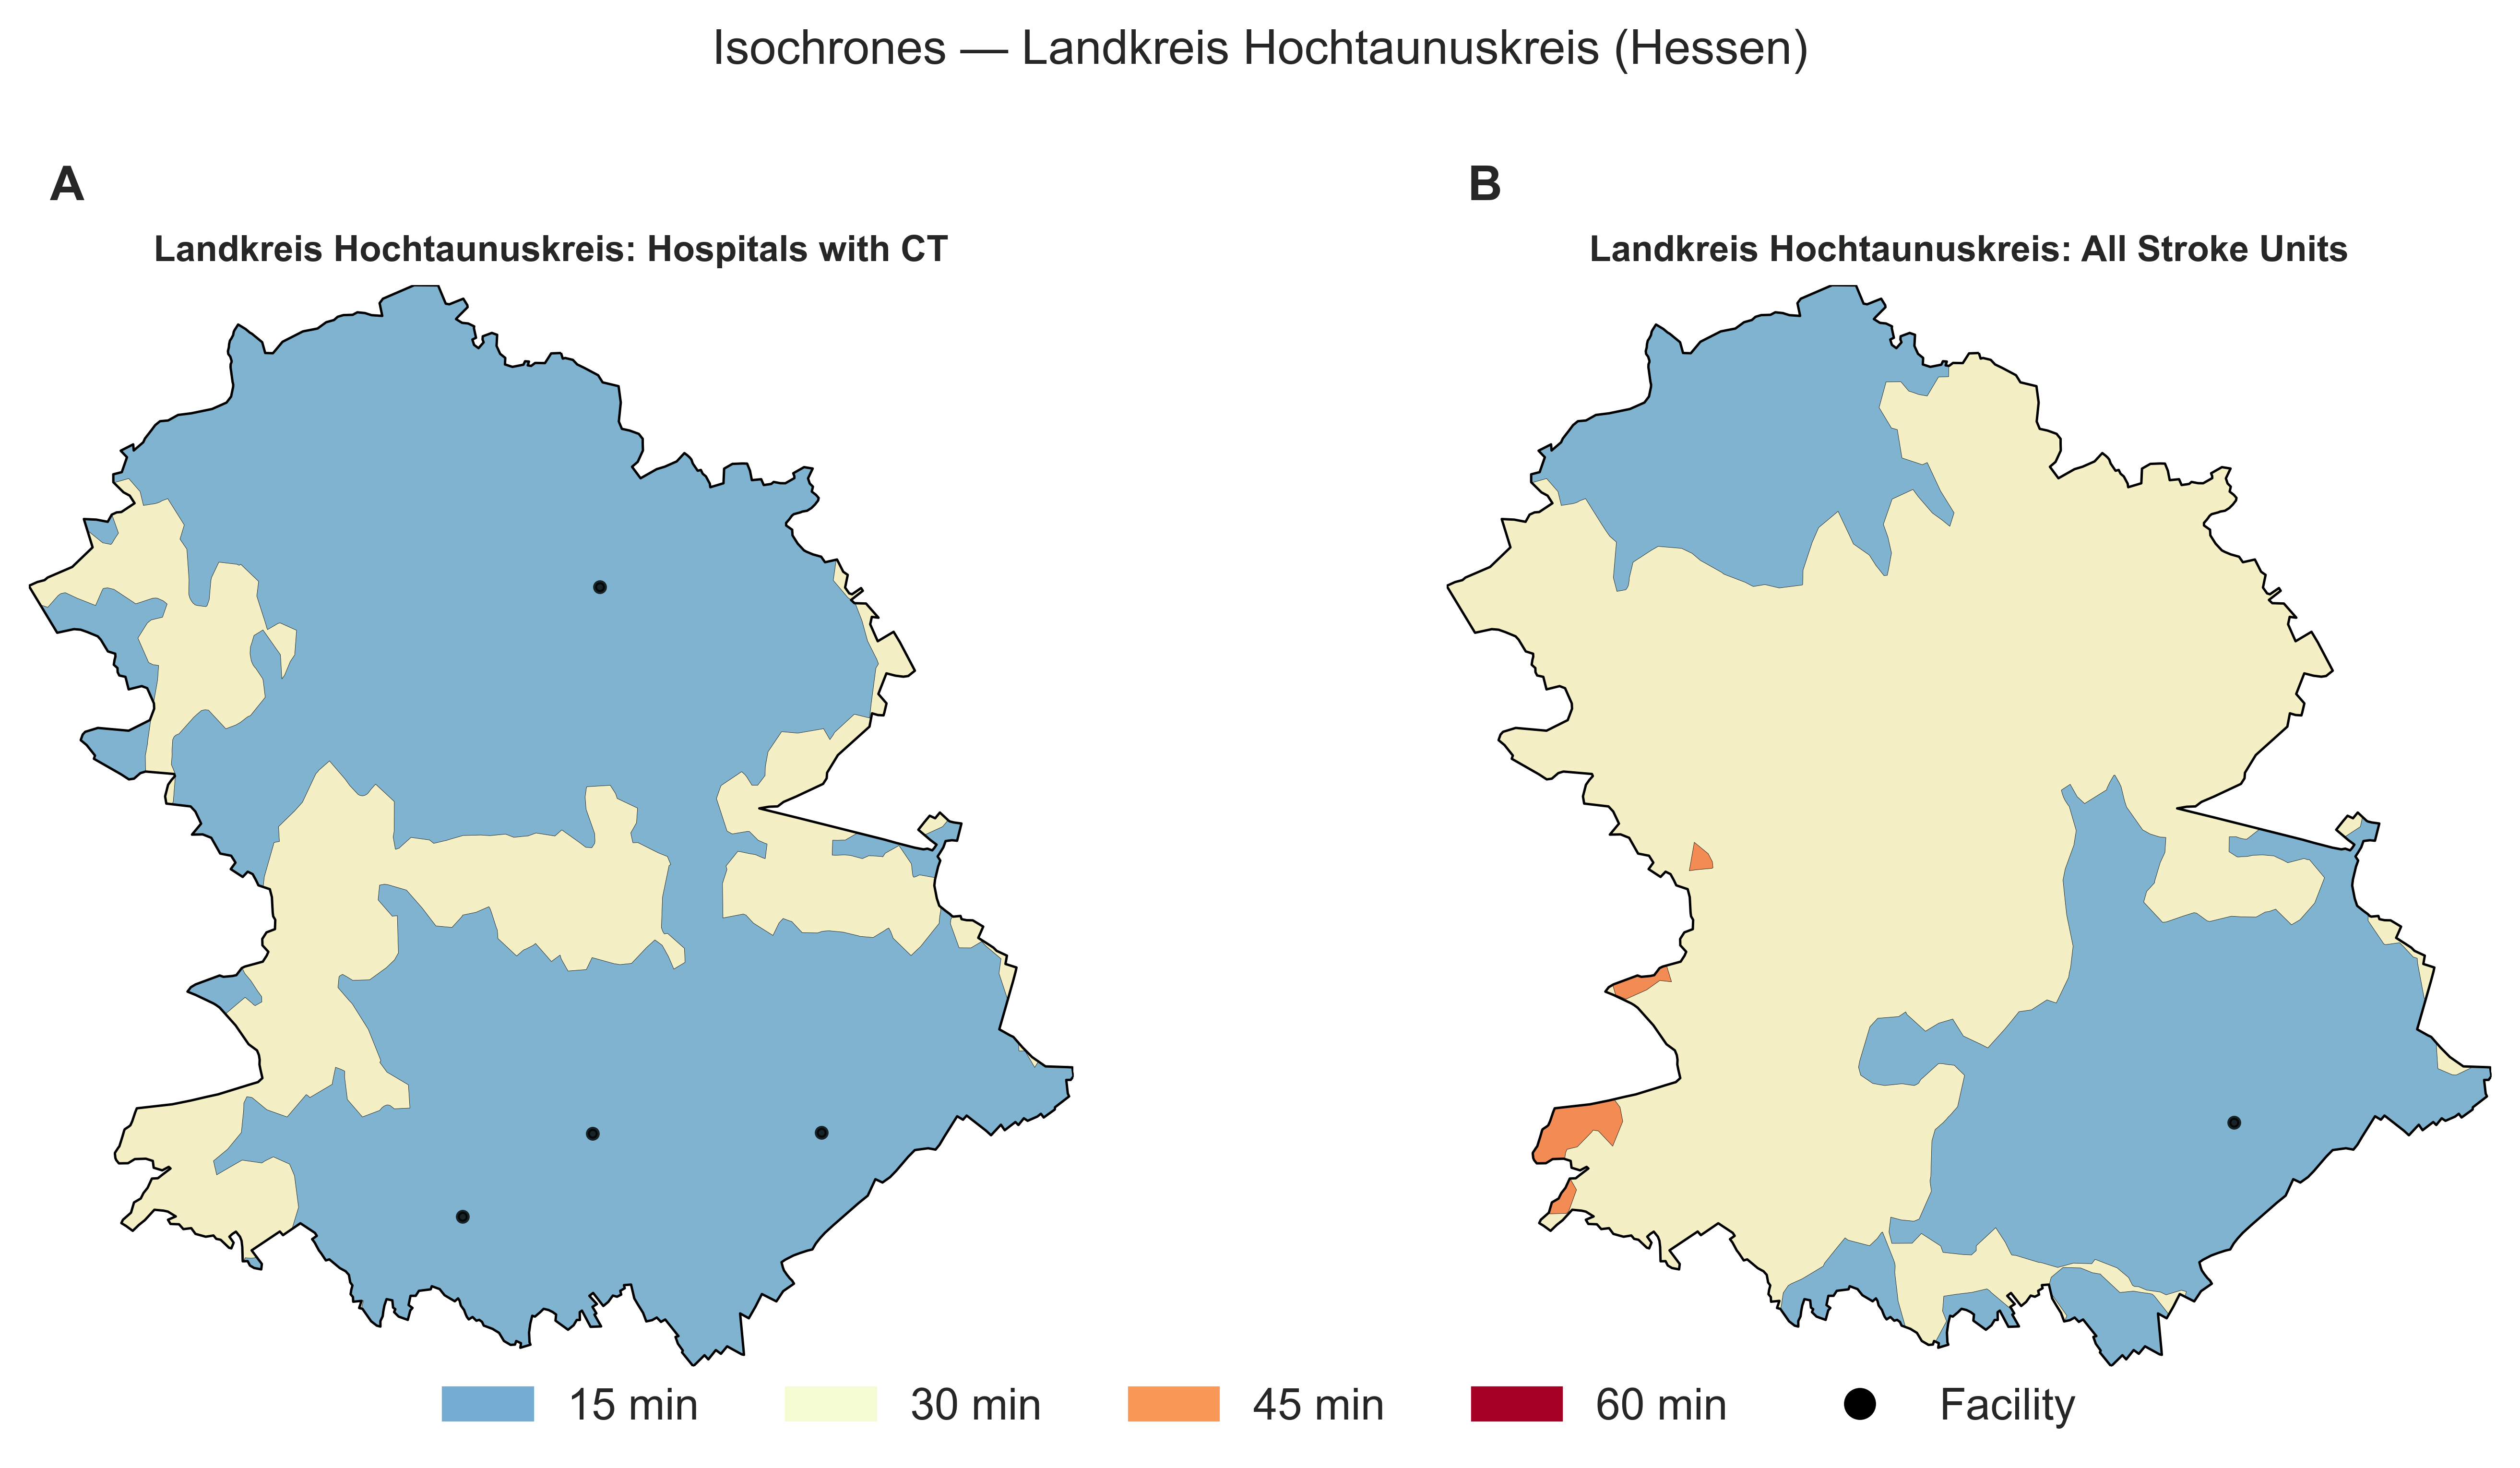 Isochrones — Landkreis Hochtaunuskreis (Hessen)
A
B
Landkreis Hochtaunuskreis: Hospitals with CT
Landkreis Hochtaunuskreis: All Stroke Units
15 min
30 min
45 min
60 min
Facility